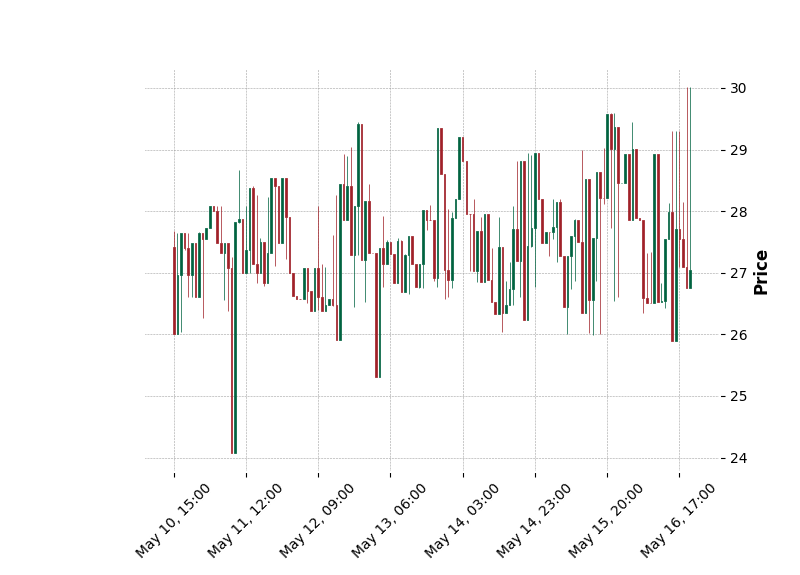 30
29
28
27
26
25
24
Price
May 10, 15:00
May 11, 12:00
May 12, 09:00
May 13, 06:00
May 14, 03:00
May 14, 23:00
May 15, 20:00
May 16, 17:00